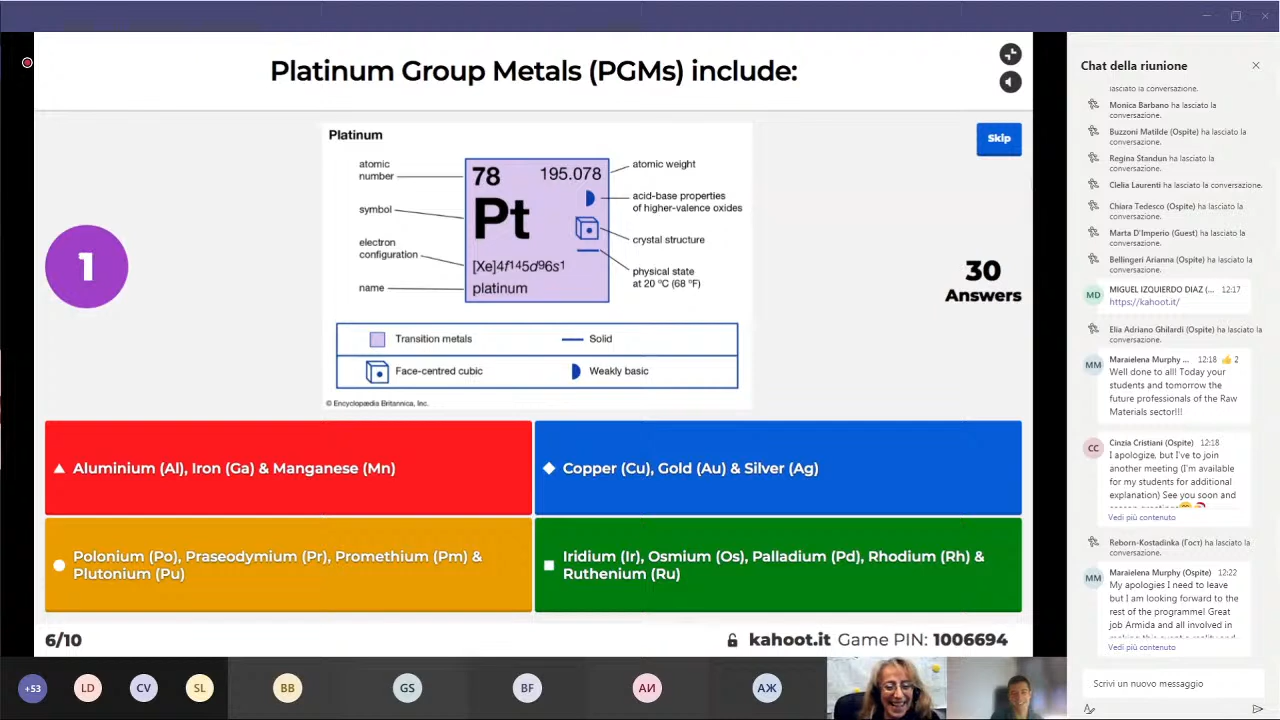 Platinum Group Metals (PGMs) include:
Skip
Platinum
atomic
number
symbol
electron
configuration
name
78
195.078
Pt
[Xe]4f145d96s1
platinum
atomic weight
acid-base properties
of higher-valence oxides
crystal structure
physical state
at 20 °C (68 °F)
Transition metals
Solid
Face-centred cubic
Weakly basic
© Encyclopædia Britannica, Inc.
1
30
Answers
Aluminium (Al), Iron (Ga) & Manganese (Mn)
Copper (Cu), Gold (Au) & Silver (Ag)
Polonium (Po), Praseodymium (Pr), Promethium (Pm) &
Plutonium (Pu)
Iridium (Ir), Osmium (Os), Palladium (Pd), Rhodium (Rh) &
Ruthenium (Ru)
6/10
kahoot.it Game PIN: 1006694
+53
LD
CV
SL
BB
GS
BF
АИ
АЖ
Chat della riunione
lasciato la conversazione.
Monica Barbano ha lasciato la
conversazione.
Buzzoni Matilde (Ospite) ha lasciato la
conversazione.
Regina Standun ha lasciato la
conversazione.
Clelia Laurenti ha lasciato la conversazione.
Chiara Tedesco (Ospite) ha lasciato la
conversazione.
Marta D'Imperio (Guest) ha lasciato la
conversazione.
Bellingeri Arianna (Ospite) ha lasciato la
conversazione.
MD
MIGUEL IZQUIERDO DIAZ (... 12:17
https://kahoot.it/
Elia Adriano Ghilardi (Ospite) ha lasciato la
conversazione.
MM
Maraielena Murphy ... 12:18 👍 2
Well done to all! Today your
students and tomorrow the
future professionals of the Raw
Materials sector!!!
CC
Cinzia Cristiani (Ospite) 12:18
I apologize, but I've to join
another meeting (I'm available
for my students for additional
explanation) See you soon and
Vedi più contenuto
Reborn-Kostadinka (Гост) ha lasciato la
conversazione.
MM
Maraielena Murphy (Ospite) 12:22
My apologies I need to leave
but I am looking forward to the
rest of the programme! Great
job Armida and all involved in
Vedi più contenuto
Scrivi un nuovo messaggio